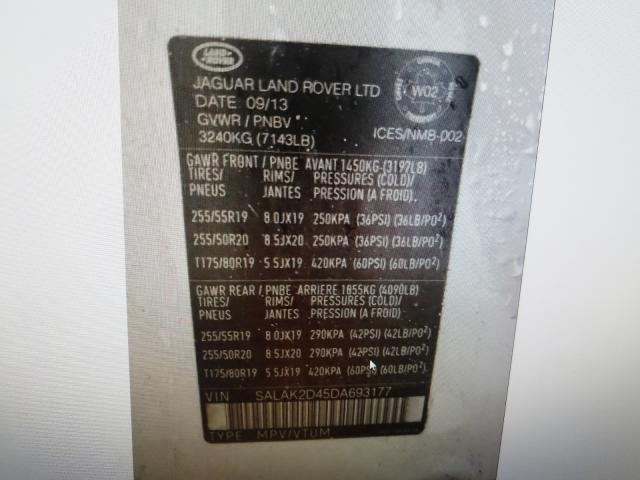 LAND ROVER
JAGUAR LAND ROVER LTD
DATE 09/13
GVWR / PNBV
3240KG (7143LB)
W02
ICES/NMB-002
GAWR FRONT / PNBE AVANT 1450KG (3197LB)
TIRES/ RIMS/ PRESSURES (COLD)/
PNEUS JANTES PRESSION (A FROID).
255/55R19 8.0JX19 250KPA (36PSI) (36LB/PO²)
255/50R20 8.5JX20 250KPA (36PSI) (36LB/PO²)
T175/80R19 5.5JX19 420KPA (60PSI) (60LB/PO²)
GAWR REAR / PNBE ARRIERE 1855KG (4090LB)
TIRES/ RIMS/ PRESSURES (COLD)/
PNEUS JANTES PRESSION (A FROID)
255/55R19 8.0JX19 290KPA (42PSI) (42LB/PO²)
255/50R20 8.5JX20 290KPA (42PSI) (42LB/PO²)
T175/80R19 5.5JX19 420KPA (60PSI) (60LB/PO²)
VIN SALAK2D45DA693177
TYPE MPV/VTUM